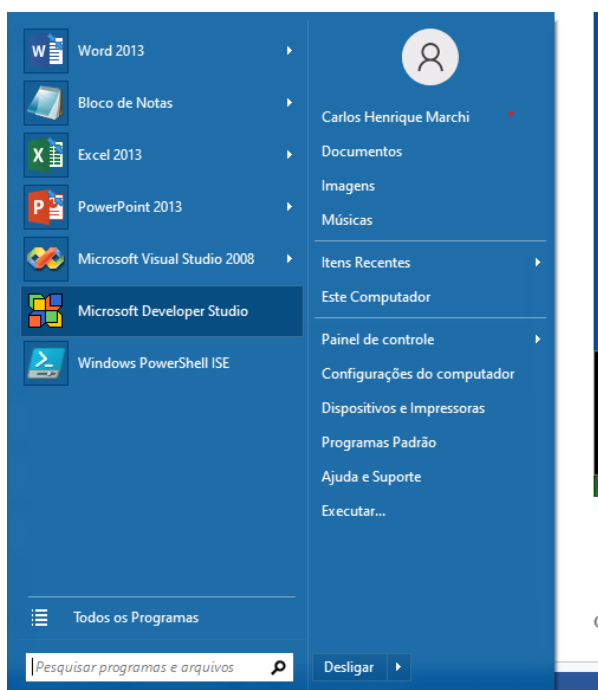 Word 2013
Bloco de Notas
Excel 2013
PowerPoint 2013
Microsoft Visual Studio 2008
Microsoft Developer Studio
Windows PowerShell ISE
Todos os Programas
Pesquisar programas e arquivos
Carlos Henrique Marchi
Documentos
Imagens
Músicas
Itens Recentes
Este Computador
Painel de controle
Configurações do computador
Dispositivos e Impressoras
Programas Padrão
Ajuda e Suporte
Executar...
Desligar